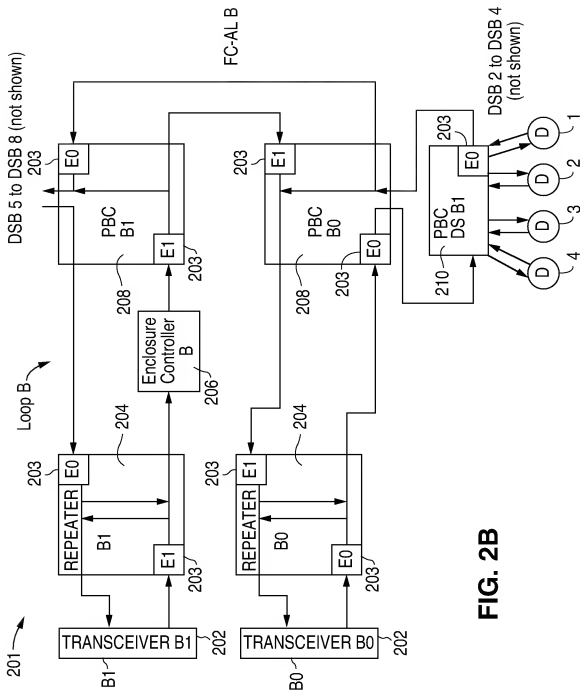 FC-AL B
DSB 5 to DSB 8 (not shown)
DSB 2 to DSB 4
(not shown)
203
E0
PBC
B1
E1
203
208
203
E1
PBC
B0
E0
203
208
203
E0
PBC
DS B1
210
D
1
D
2
D
3
D
4
Loop B
Enclosure
Controller
B
206
203
E0
204
REPEATER
B1
E1
203
203
E1
204
REPEATER
B0
E0
203
TRANSCEIVER B1
202
B1
TRANSCEIVER B0
202
B0
201
FIG. 2B